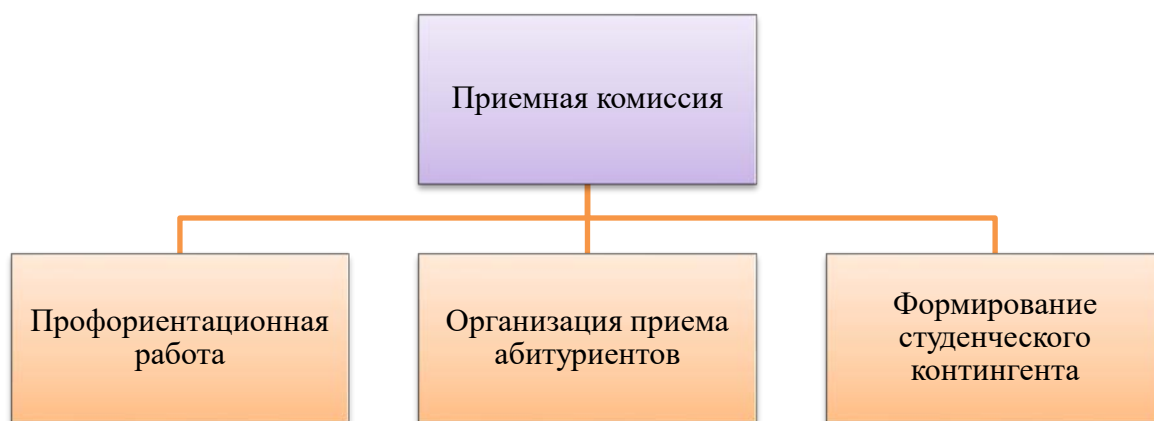 Приемная комиссия
Профориентационная
работа
Организация приема
абитуриентов
Формирование
студенческого
контингента